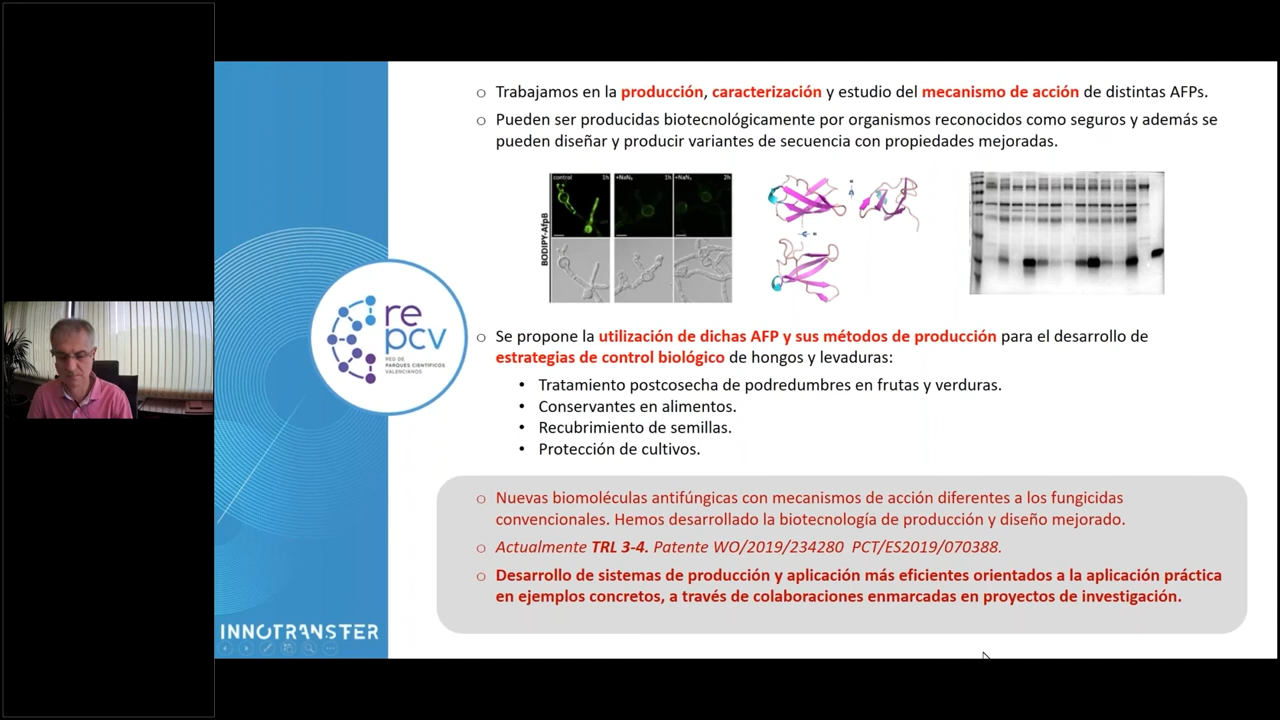 Trabajamos en la producción, caracterización y estudio del mecanismo de acción de distintas AFPs.
Pueden ser producidas biotecnológicamente por organismos reconocidos como seguros y además se
pueden diseñar y producir variantes de secuencia con propiedades mejoradas.
control 1h +NaN₃ 1h +NaN₃ 2h
BODIPY-AfpB
re
pcv
RED DE
PARQUES CIENTÍFICOS
VALENCIANOS
Se propone la utilización de dichas AFP y sus métodos de producción para el desarrollo de
estrategias de control biológico de hongos y levaduras:
• Tratamiento postcosecha de podredumbres en frutas y verduras.
• Conservantes en alimentos.
• Recubrimiento de semillas.
• Protección de cultivos.
Nuevas biomoléculas antifúngicas con mecanismos de acción diferentes a los fungicidas
convencionales. Hemos desarrollado la biotecnología de producción y diseño mejorado.
Actualmente TRL 3-4. Patente WO/2019/234280 PCT/ES2019/070388.
Desarrollo de sistemas de producción y aplicación más eficientes orientados a la aplicación práctica
en ejemplos concretos, a través de colaboraciones enmarcadas en proyectos de investigación.
INNOTRANSFER